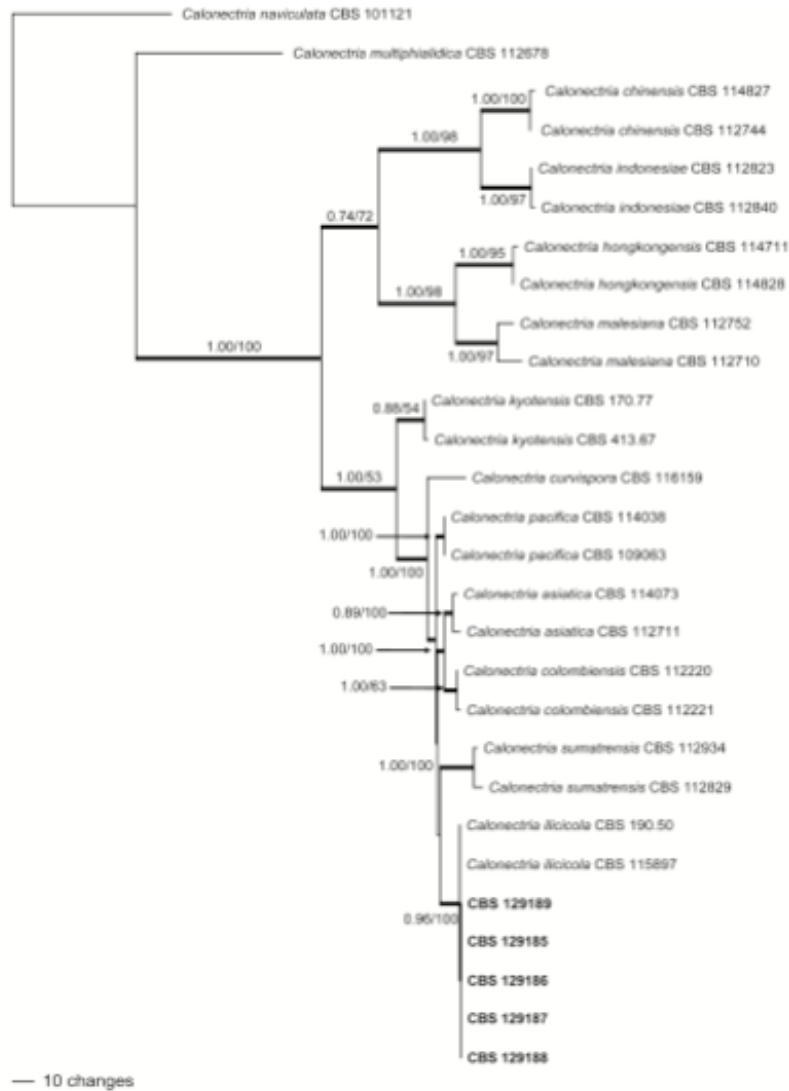 Calonectria naviculata CBS 101121
Calonectria multiphialidica CBS 112678
Calonectria chinensis CBS 114827
1.00/100
Calonectria chinensis CBS 112744
1.00/98
Calonectria indonesiae CBS 112823
1.00/97
Calonectria indonesiae CBS 112840
0.74/72
Calonectria hongkongensis CBS 114711
1.00/95
Calonectria hongkongensis CBS 114828
1.00/98
Calonectria malesiana CBS 112752
1.00/97
Calonectria malesiana CBS 112710
1.00/100
Calonectria kyotensis CBS 170.77
0.88/54
Calonectria kyotensis CBS 413.67
1.00/53
Calonectria curvispora CBS 116159
Calonectria pacifica CBS 114038
1.00/100
Calonectria pacifica CBS 109063
1.00/100
Calonectria asiatica CBS 114073
0.89/100
Calonectria asiatica CBS 112711
1.00/100
Calonectria colombiensis CBS 112220
1.00/63
Calonectria colombiensis CBS 112221
Calonectria sumatrensis CBS 112934
1.00/100
Calonectria sumatrensis CBS 112829
Calonectria ilicicola CBS 190.50
Calonectria ilicicola CBS 115897
CBS 129189
0.96/100
CBS 129185
CBS 129186
CBS 129187
CBS 129188
10 changes